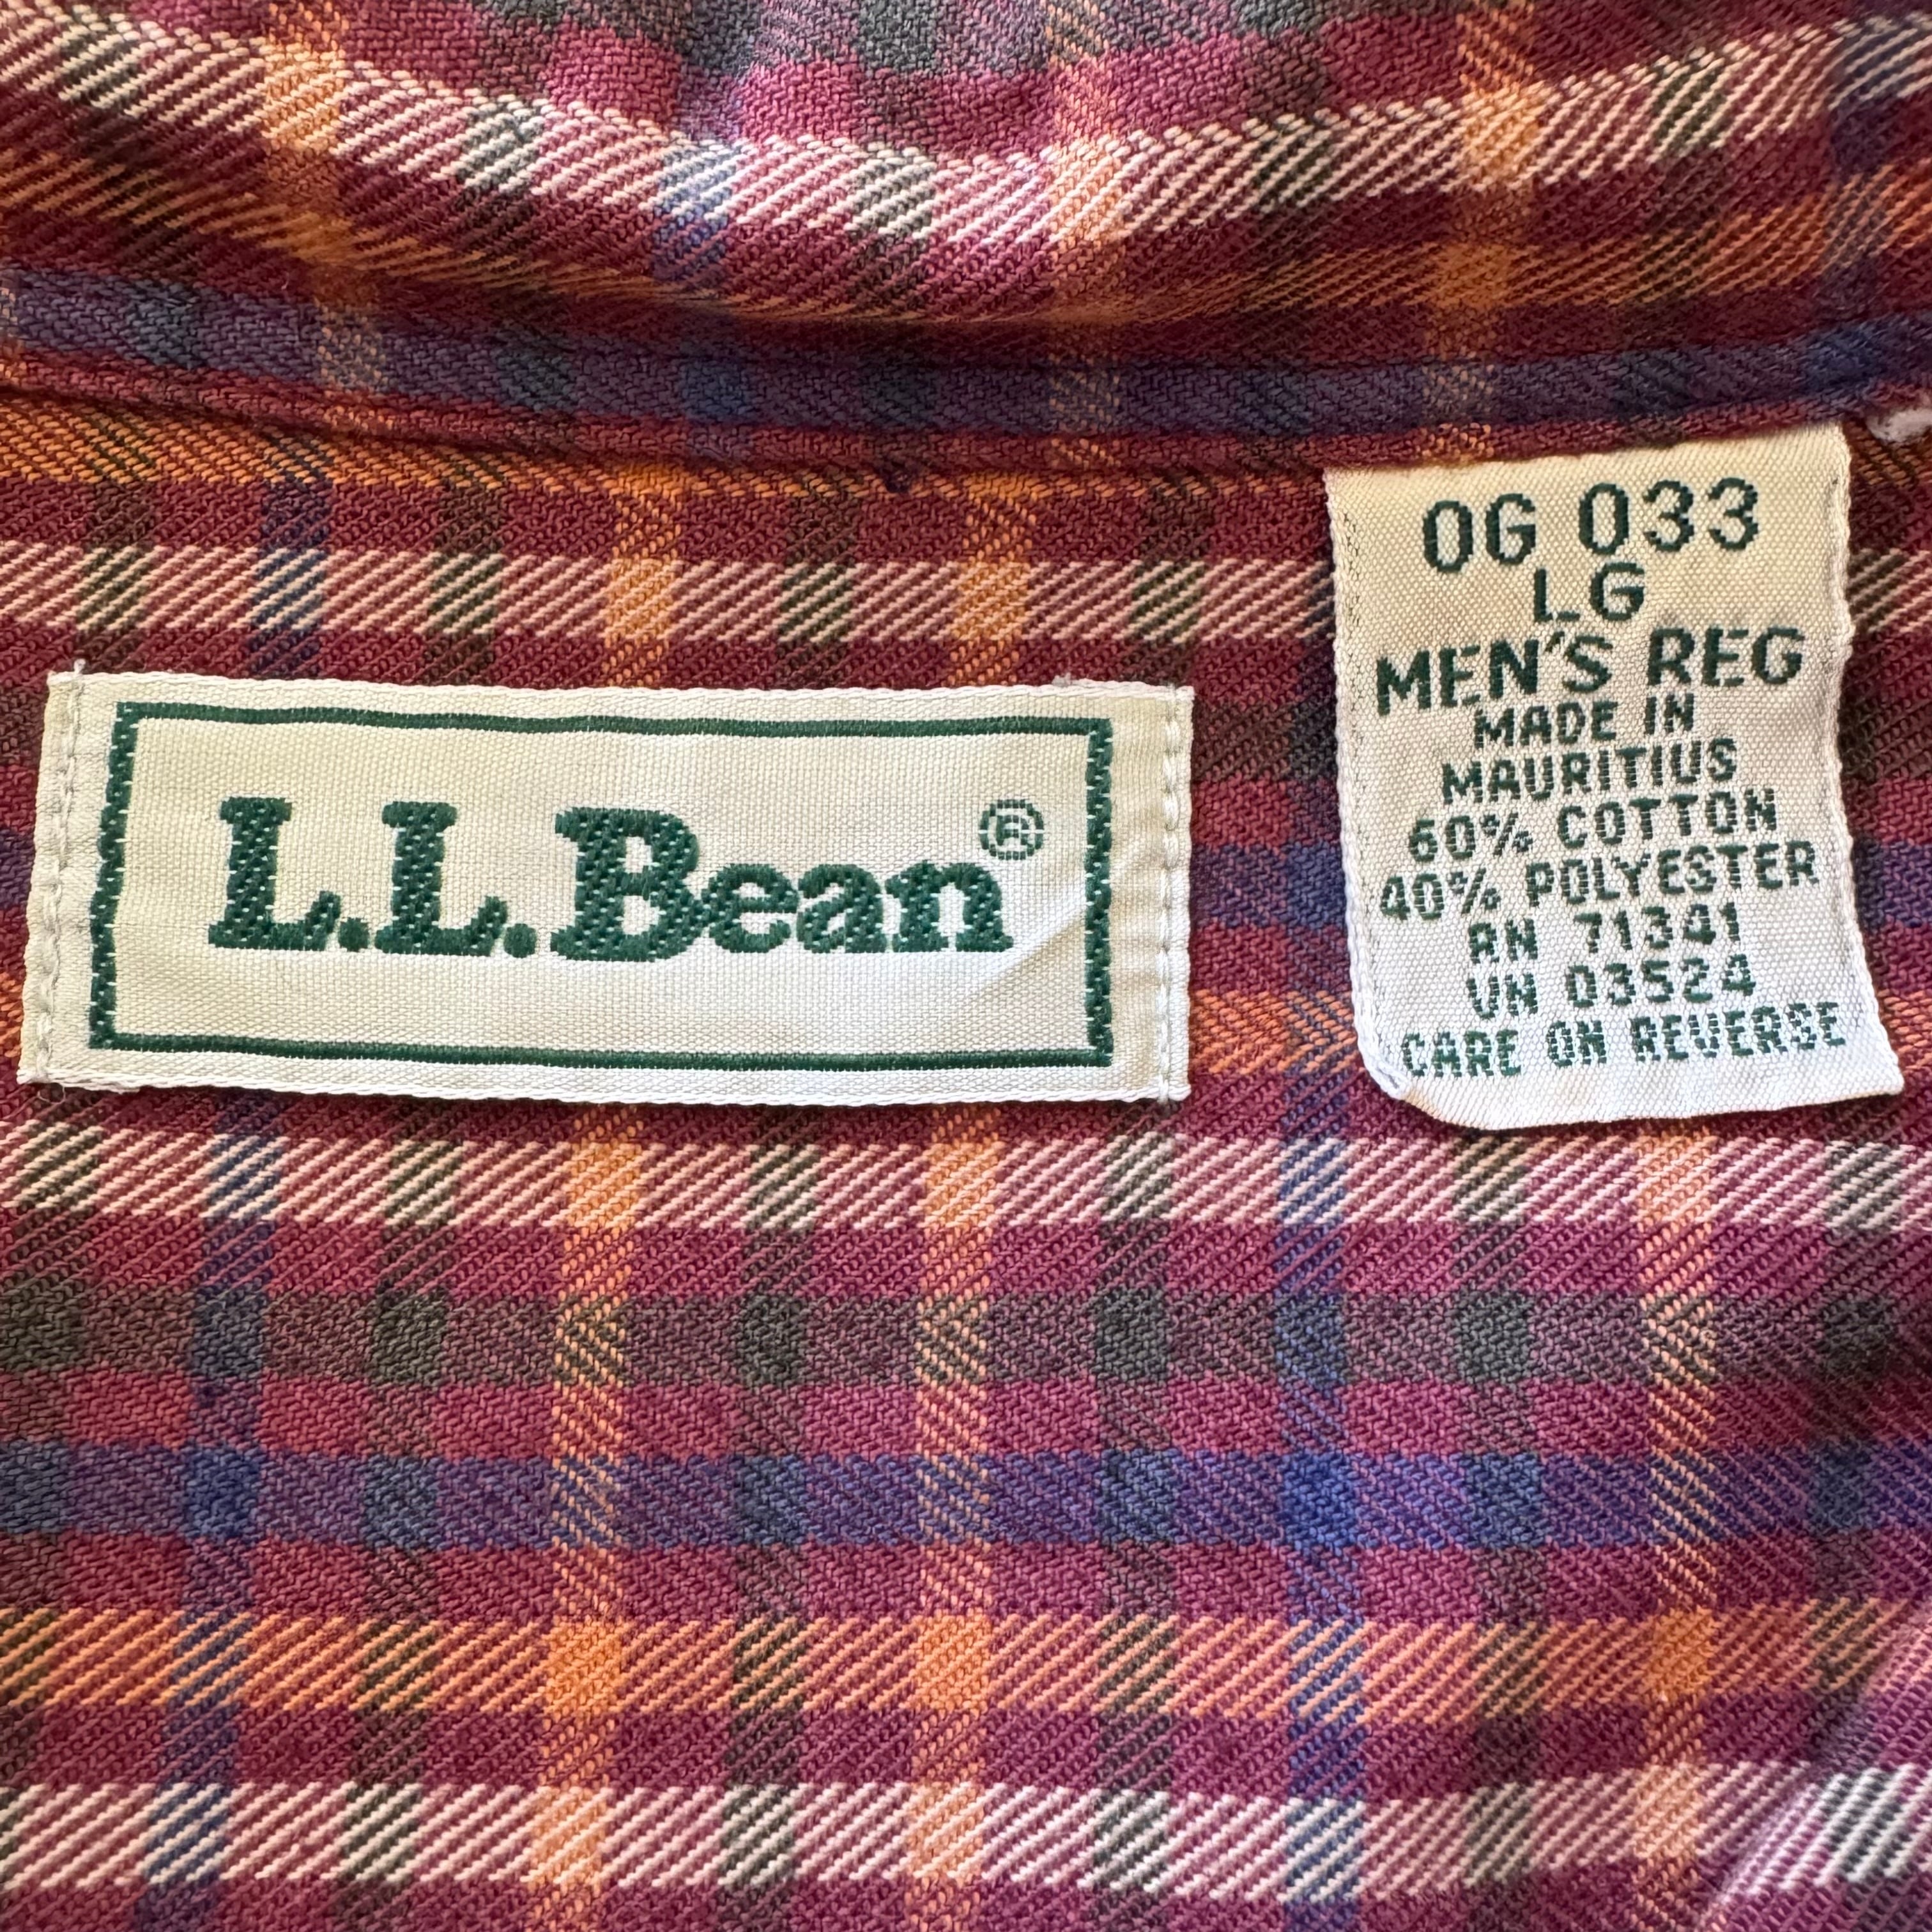 L.L.Bean®
OG 033
LG
MEN'S REG
MADE IN
MAURITIUS
60% COTTON
40% POLYESTER
RN 71341
VN 03524
CARE ON REVERSE